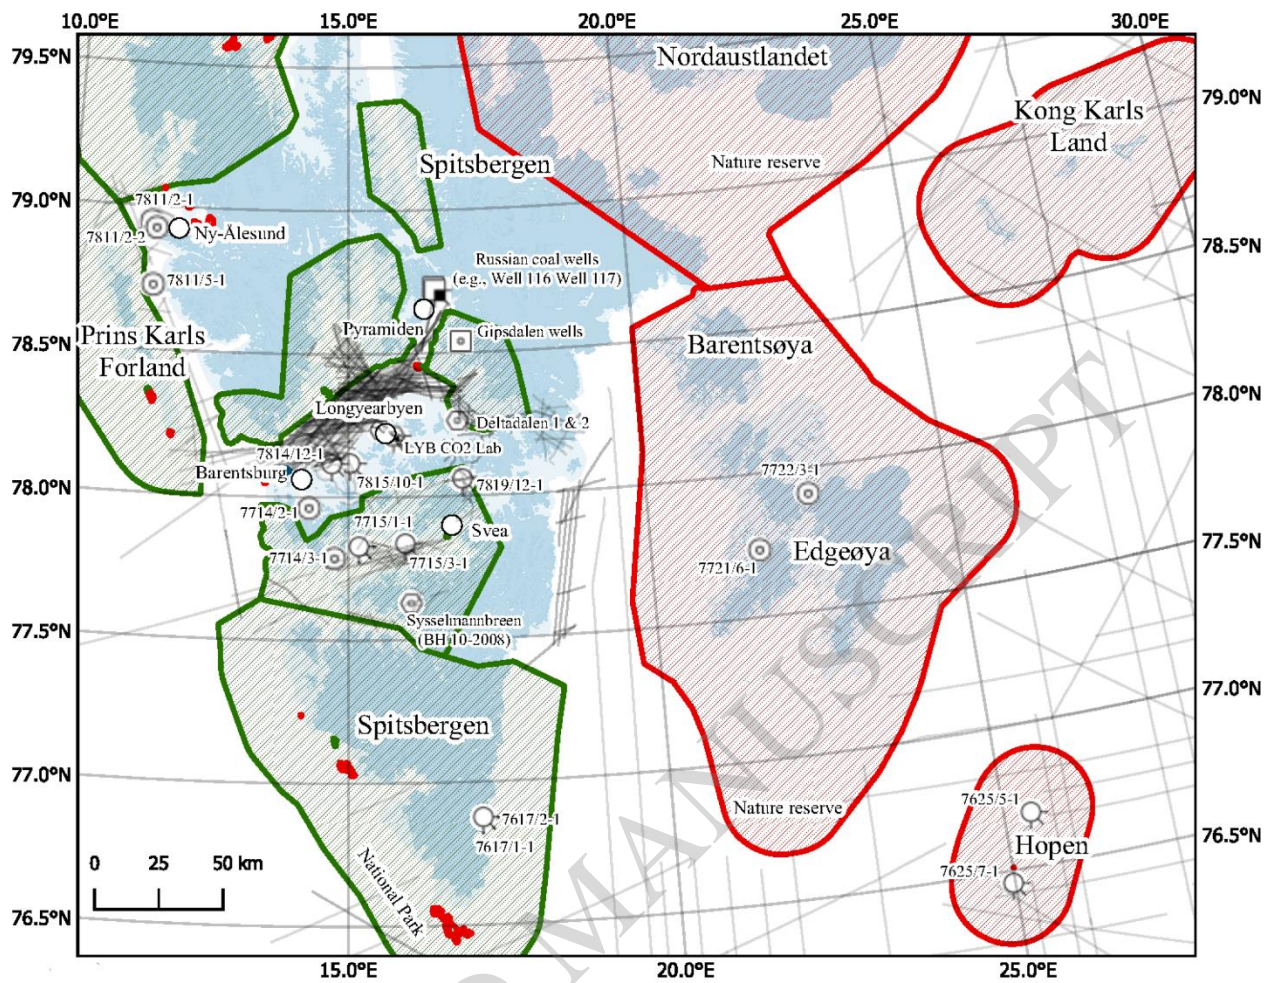 10.0°E 15.0°E 20.0°E 25.0°E 30.0°E
79.5°N
Nordaustlandet
79.0°N
Kong Karls
Land
Spitsbergen
Nature reserve
79.0°N
7811/2-1
7811/2-2
Ny-Ålesund
78.5°N
Russian coal wells
(e.g., Well 116 Well 117)
7811/5-1
Prins Karls
Forland
Pyramiden
Gipsdalen wells
78.5°N
Barentsøya
78.0°N
Longyearbyen
Deltadalen 1 & 2
LYB CO2 Lab
7814/12-1
Barentsburg
7815/10-1
7819/12-1
78.0°N
7722/3-1
7714/2-1
7715/1-1
Svea
77.5°N
7714/3-1
7715/3-1
7721/6-1
Edgeøya
Sysselmannbreen
(BH 10-2008)
77.5°N
77.0°N
Spitsbergen
77.0°N
Nature reserve
7625/5-1
76.5°N
7617/2-1
7617/1-1
Hopen
7625/7-1
0 25 50 km
National Park
76.5°N
15.0°E 20.0°E 25.0°E
MANUSCRIPT